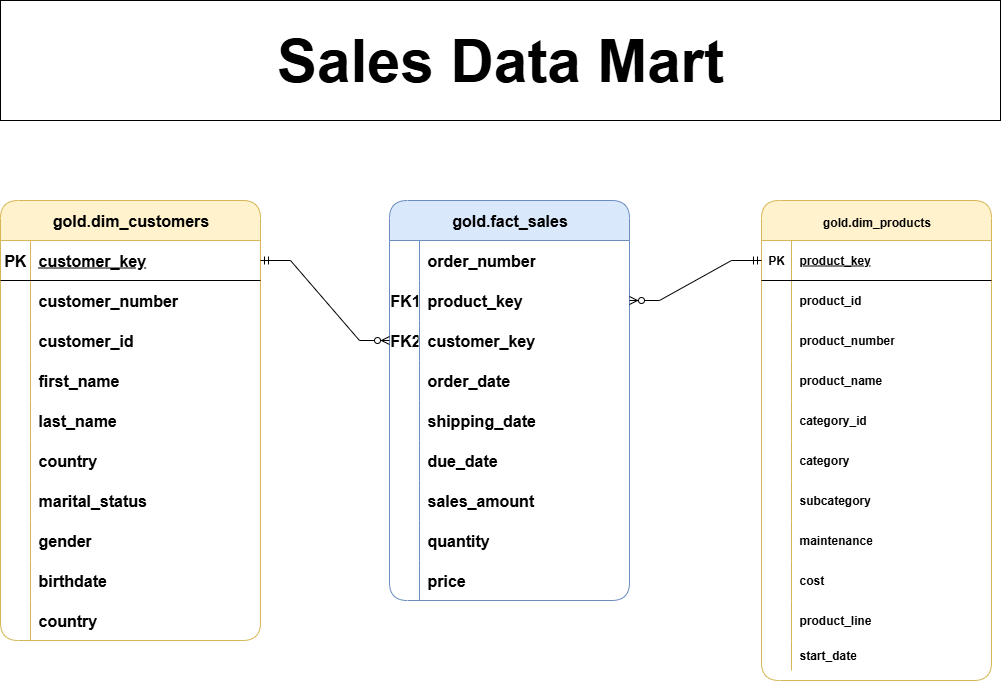 Sales Data Mart
gold.dim_customers
PK customer_key
customer_number
customer_id
first_name
last_name
country
marital_status
gender
birthdate
country
gold.fact_sales
order_number
FK1 product_key
FK2 customer_key
order_date
shipping_date
due_date
sales_amount
quantity
price
gold.dim_products
PK product_key
product_id
product_number
product_name
category_id
category
subcategory
maintenance
cost
product_line
start_date